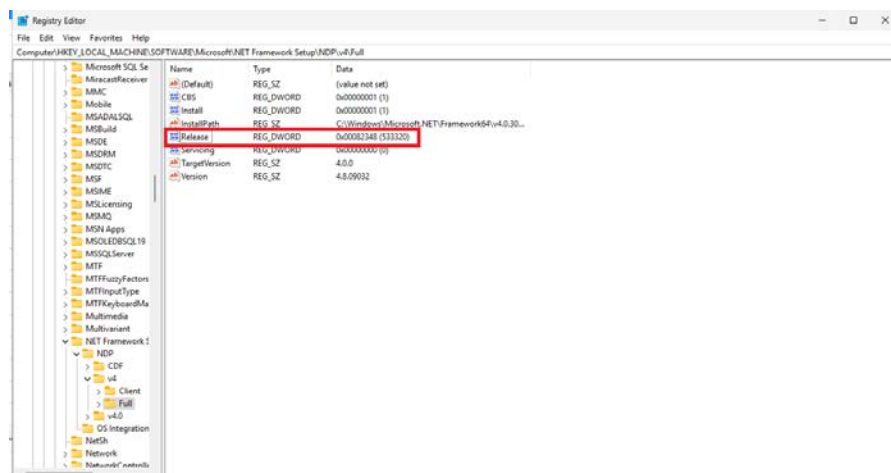 Registry Editor
File Edit View Favorites Help
Computer\HKEY_LOCAL_MACHINE\SOFTWARE\Microsoft\NET Framework Setup\NDP\v4\Full
Microsoft SQL Se
MiracastReceiver
MMC
Mobile
MSADALSQL
MSBuild
MSDE
MSDRM
MSDTC
MSF
MSIME
MSLicensing
MSMQ
MSN Apps
MSOLEDBSQL19
MSSQLServer
MTF
MTFFuzzyFactors
MTFInputType
MTFKeyboardMa
Multimedia
Multivariant
NET Framework S
NDP
CDF
v4
Client
Full
v4.0
OS Integration
NetSh
Network
NetworkControlle
Name Type Data
(Default) REG_SZ (value not set)
CBS REG_DWORD 0x00000001 (1)
Install REG_DWORD 0x00000001 (1)
InstallPath REG_SZ C:\Windows\Microsoft.NET\Framework64\v4.0.30...
Release REG_DWORD 0x00082348 (533320)
Servicing REG_DWORD 0x00000000 (0)
TargetVersion REG_SZ 4.0.0
Version REG_SZ 4.8.09032